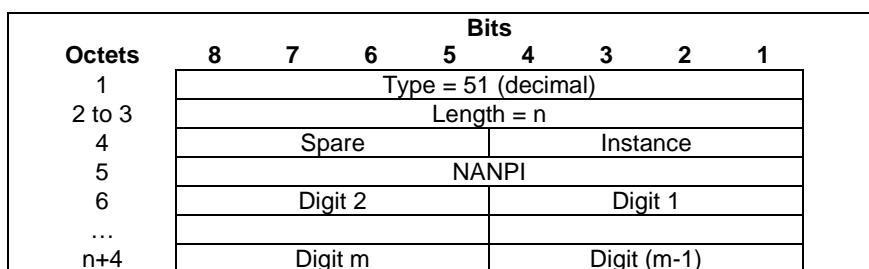 Bits
Octets 8 7 6 5 4 3 2 1
1 Type = 51 (decimal)
2 to 3 Length = n
4 Spare Instance
5 NANPI
6 Digit 2 Digit 1
…
n+4 Digit m Digit (m-1)